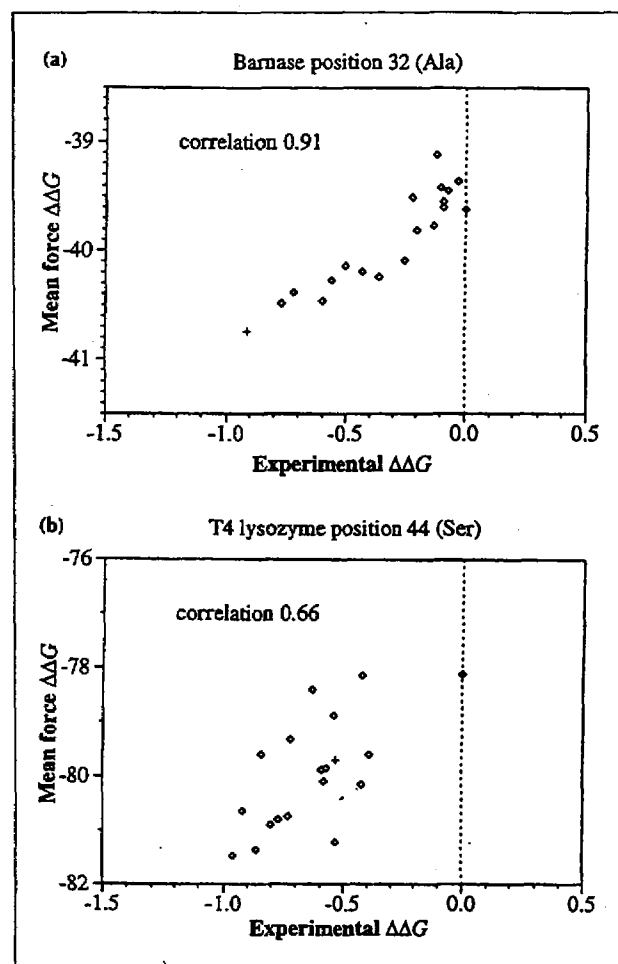 (a)
Barnase position 32 (Ala)
correlation 0.91
Mean force ΔΔG
-39
-40
-41
-1.5 -1.0 -0.5 0.0 0.5
Experimental ΔΔG
(b)
T4 lysozyme position 44 (Ser)
correlation 0.66
Mean force ΔΔG
-76
-78
-80
-82
-1.5 -1.0 -0.5 0.0 0.5
Experimental ΔΔG